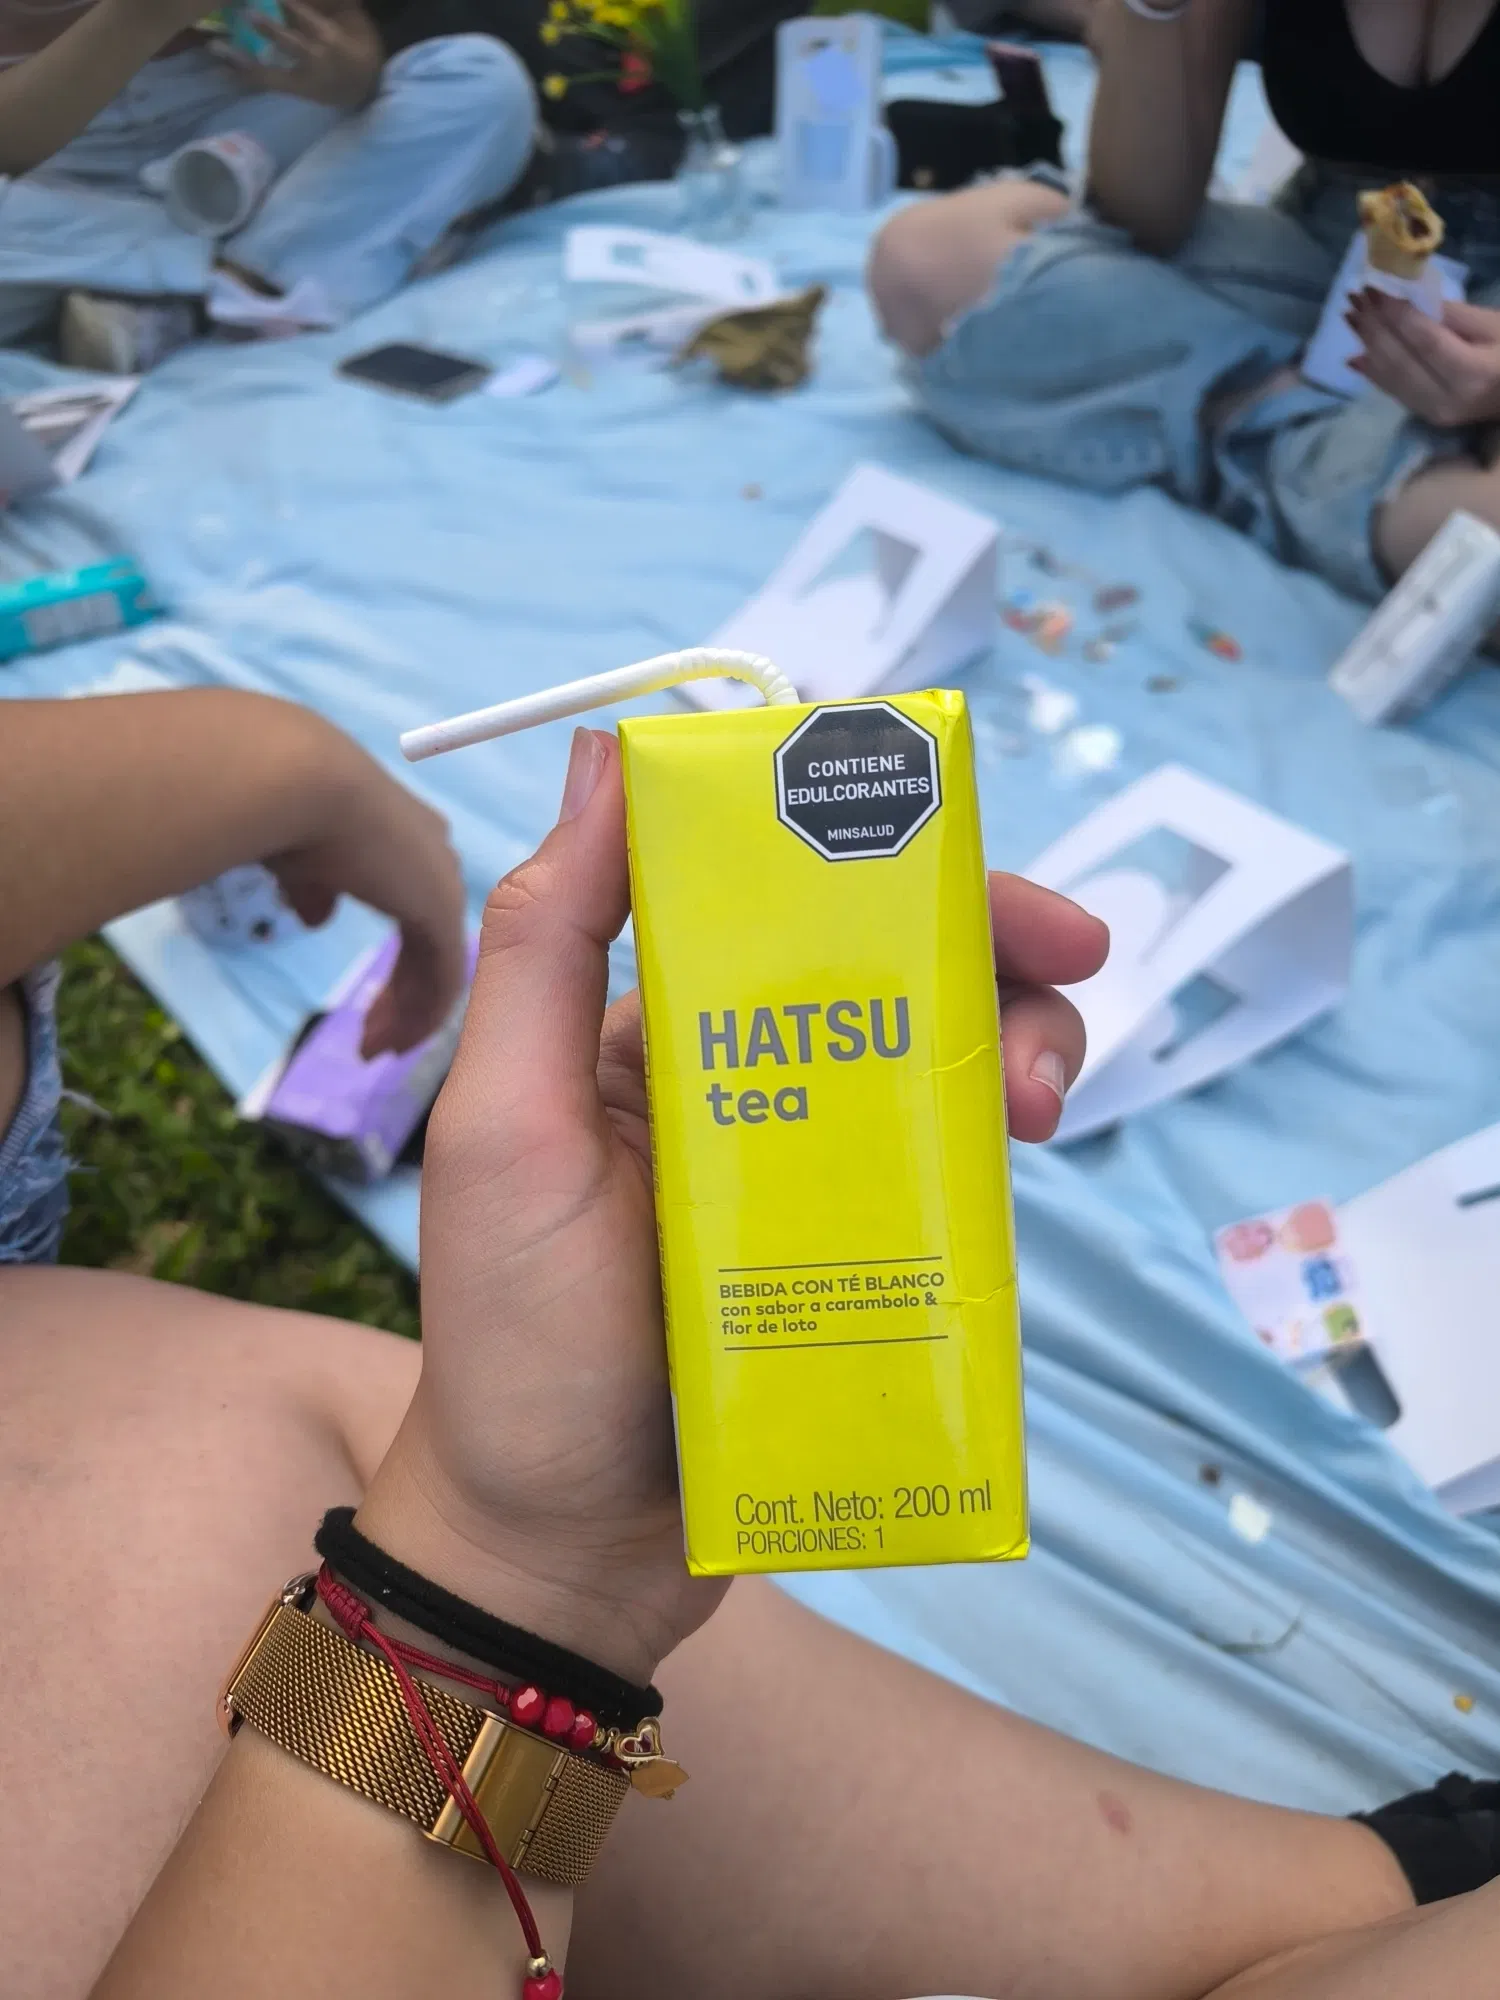 CONTIENE
EDULCORANTES
MINSALUD
HATSU
tea
BEBIDA CON TÉ BLANCO
con sabor a carambolo &
flor de loto
Cont. Neto: 200 ml
PORCIONES: 1